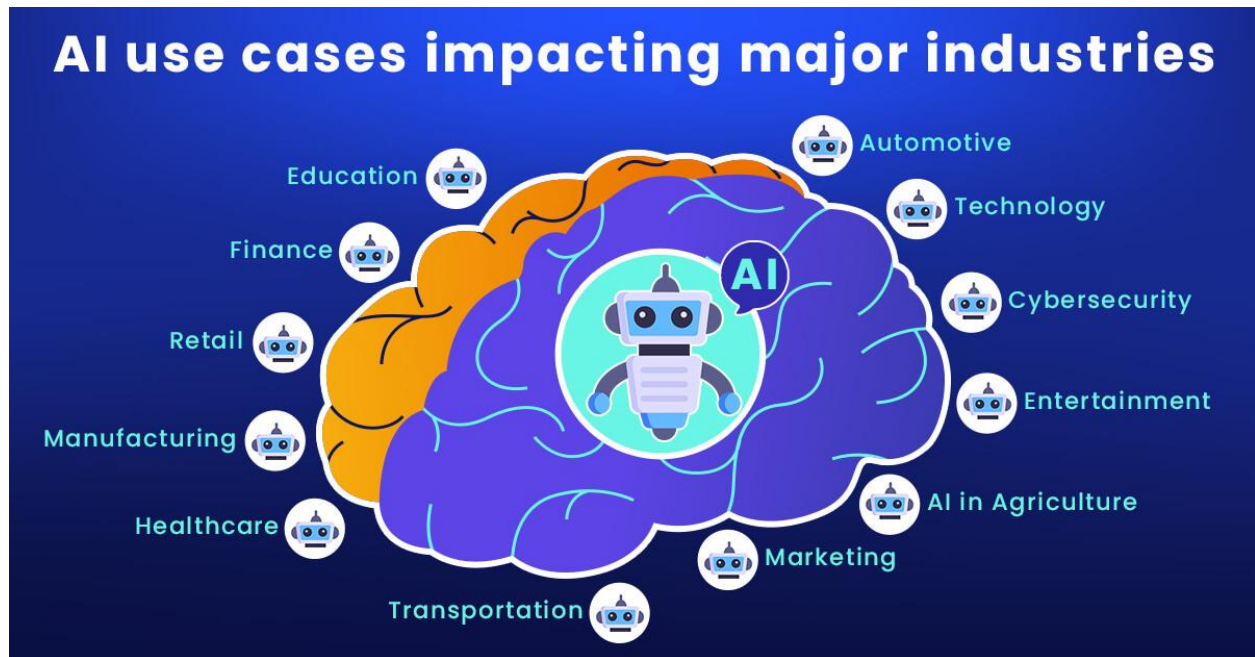 AI use cases impacting major industries
Education
Automotive
Technology
Finance
AI
Cybersecurity
Retail
Entertainment
Manufacturing
AI in Agriculture
Healthcare
Marketing
Transportation